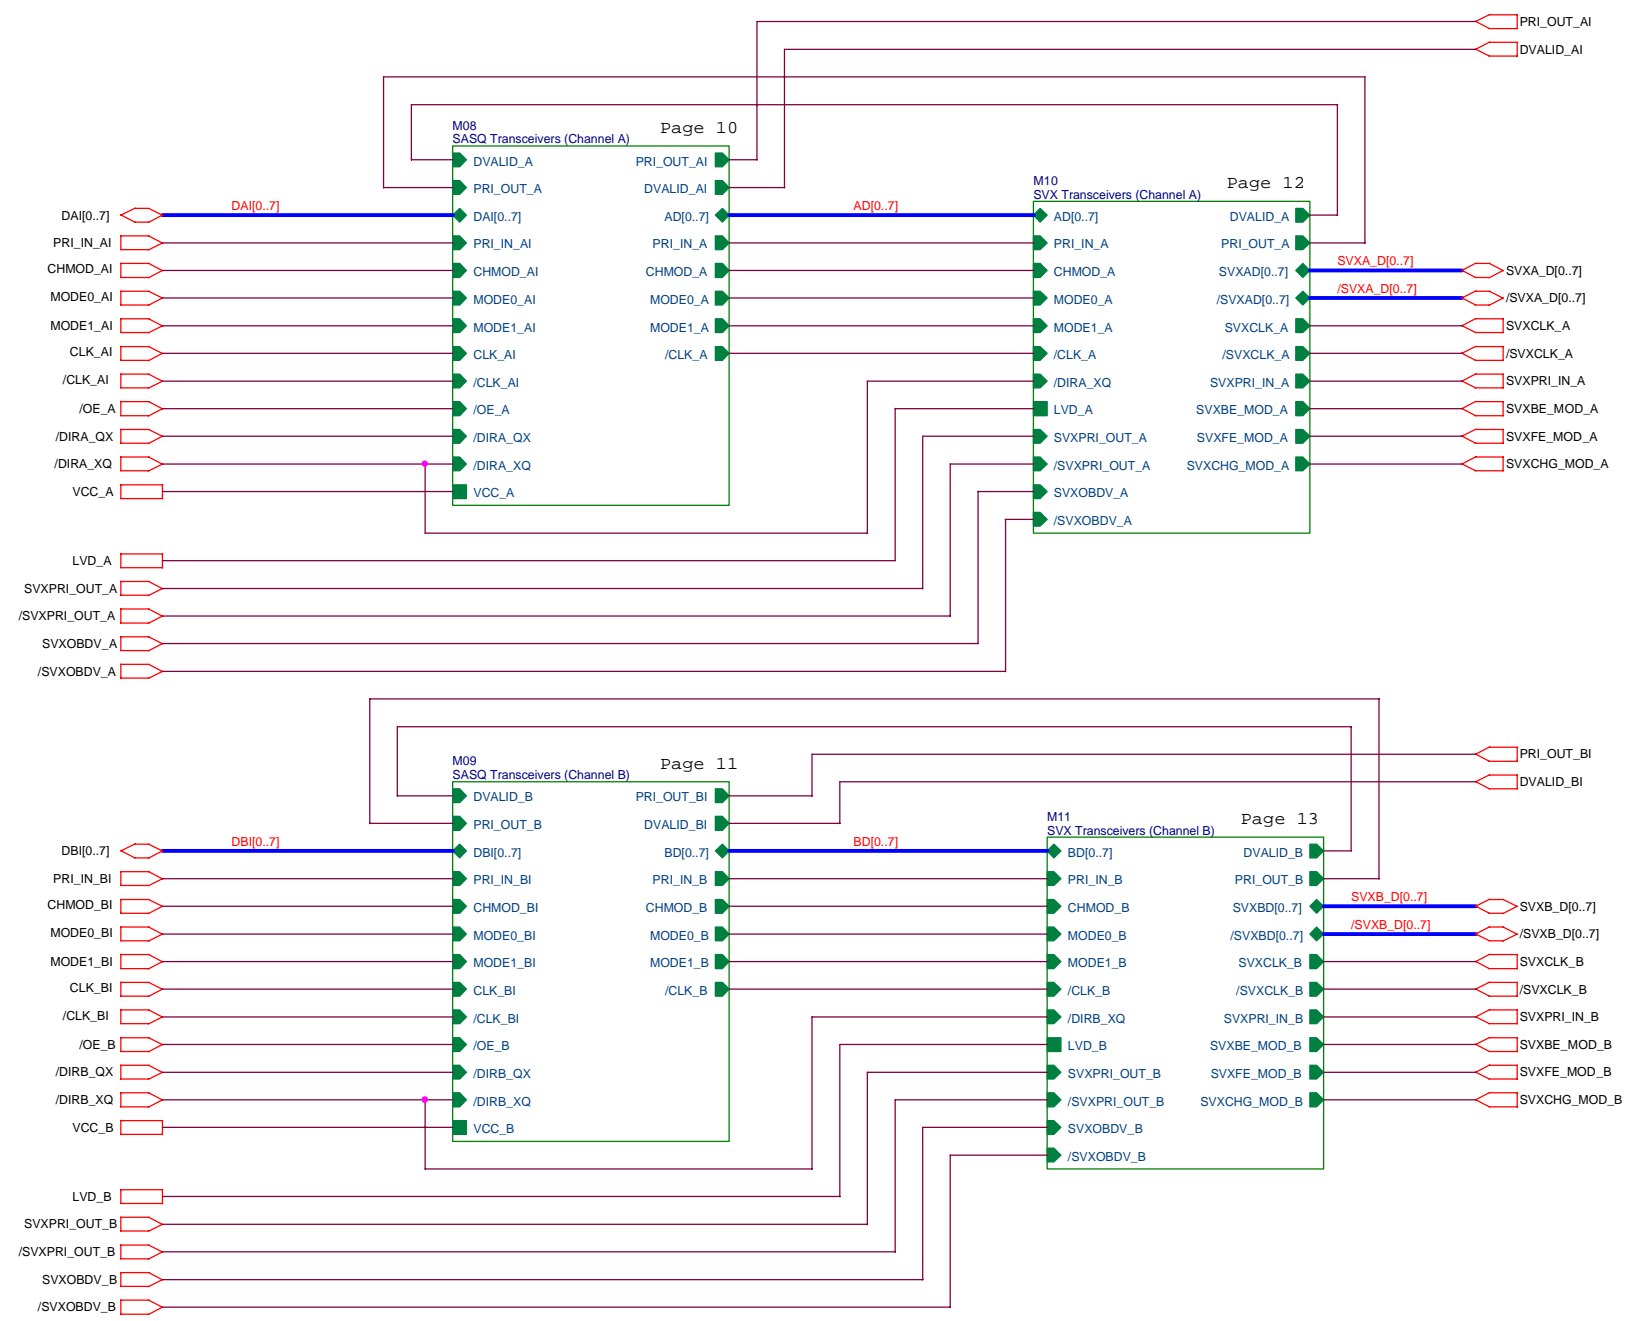 PRI_OUT_AI
DVALID_AI
M08
SASQ Transceivers (Channel A)
Page 10
DVALID_A
PRI_OUT_AI
PRI_OUT_A
DVALID_AI
DAI[0..7]
DAI[0..7]
DAI[0..7]
AD[0..7]
AD[0..7]
PRI_IN_AI
PRI_IN_AI
PRI_IN_A
CHMOD_AI
CHMOD_AI
CHMOD_A
MODE0_AI
MODE0_AI
MODE0_A
MODE1_AI
MODE1_AI
MODE1_A
CLK_AI
CLK_AI
/CLK_A
/CLK_AI
/CLK_AI
/OE_A
/OE_A
/DIRA_QX
/DIRA_QX
/DIRA_XQ
/DIRA_XQ
VCC_A
VCC_A
LVD_A
SVXPRI_OUT_A
/SVXPRI_OUT_A
SVXOBDV_A
/SVXOBDV_A
M10
SVX Transceivers (Channel A)
Page 12
AD[0..7]
DVALID_A
PRI_IN_A
PRI_OUT_A
CHMOD_A
SVXAD[0..7]
SVXA_D[0..7]
SVXA_D[0..7]
MODE0_A
/SVXAD[0..7]
/SVXA_D[0..7]
/SVXA_D[0..7]
MODE1_A
SVXCLK_A
SVXCLK_A
/CLK_A
/SVXCLK_A
/SVXCLK_A
/DIRA_XQ
SVXPRI_IN_A
SVXPRI_IN_A
LVD_A
SVXBE_MOD_A
SVXBE_MOD_A
SVXPRI_OUT_A
SVXFE_MOD_A
SVXFE_MOD_A
/SVXPRI_OUT_A
SVXCHG_MOD_A
SVXCHG_MOD_A
SVXOBDV_A
/SVXOBDV_A
PRI_OUT_BI
DVALID_BI
M09
SASQ Transceivers (Channel B)
Page 11
DVALID_B
PRI_OUT_BI
PRI_OUT_B
DVALID_BI
DBI[0..7]
DBI[0..7]
DBI[0..7]
BD[0..7]
BD[0..7]
PRI_IN_BI
PRI_IN_BI
PRI_IN_B
CHMOD_BI
CHMOD_BI
CHMOD_B
MODE0_BI
MODE0_BI
MODE0_B
MODE1_BI
MODE1_BI
MODE1_B
CLK_BI
CLK_BI
/CLK_B
/CLK_BI
/CLK_BI
/OE_B
/OE_B
/DIRB_QX
/DIRB_QX
/DIRB_XQ
/DIRB_XQ
VCC_B
VCC_B
LVD_B
SVXPRI_OUT_B
/SVXPRI_OUT_B
SVXOBDV_B
/SVXOBDV_B
M11
SVX Transceivers (Channel B)
Page 13
BD[0..7]
DVALID_B
PRI_IN_B
PRI_OUT_B
CHMOD_B
SVXBD[0..7]
SVXB_D[0..7]
SVXB_D[0..7]
MODE0_B
/SVXBD[0..7]
/SVXB_D[0..7]
/SVXB_D[0..7]
MODE1_B
SVXCLK_B
SVXCLK_B
/CLK_B
/SVXCLK_B
/SVXCLK_B
/DIRB_XQ
SVXPRI_IN_B
SVXPRI_IN_B
LVD_B
SVXBE_MOD_B
SVXBE_MOD_B
SVXPRI_OUT_B
SVXFE_MOD_B
SVXFE_MOD_B
/SVXPRI_OUT_B
SVXCHG_MOD_B
SVXCHG_MOD_B
SVXOBDV_B
/SVXOBDV_B